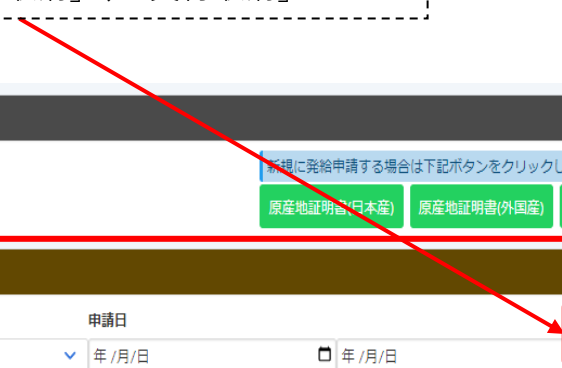 新規に発給申請する場合は下記ボタンをクリックし
原産地証明書(日本産) 原産地証明書(外国産)
申請日
年 /月/日 年 /月/日